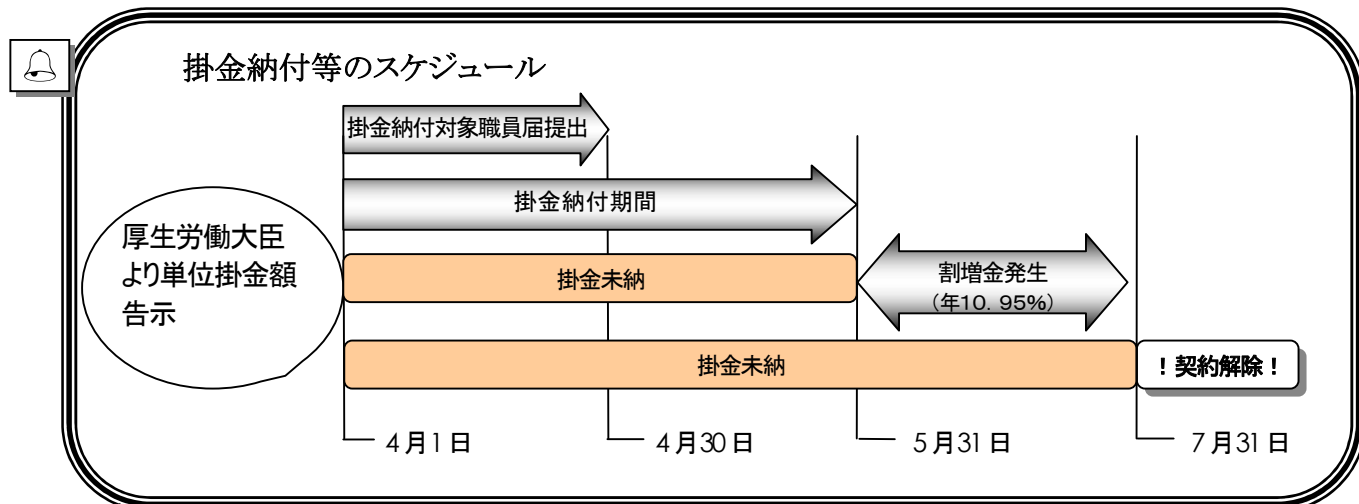 掛金納付等のスケジュール
掛金納付対象職員届提出
掛金納付期間
厚生労働大臣
より単位掛金額
告示
掛金未納
割増金発生
（年１０．９５％）
掛金未納
！契約解除！
４月１日
４月３０日
５月３１日
７月３１日